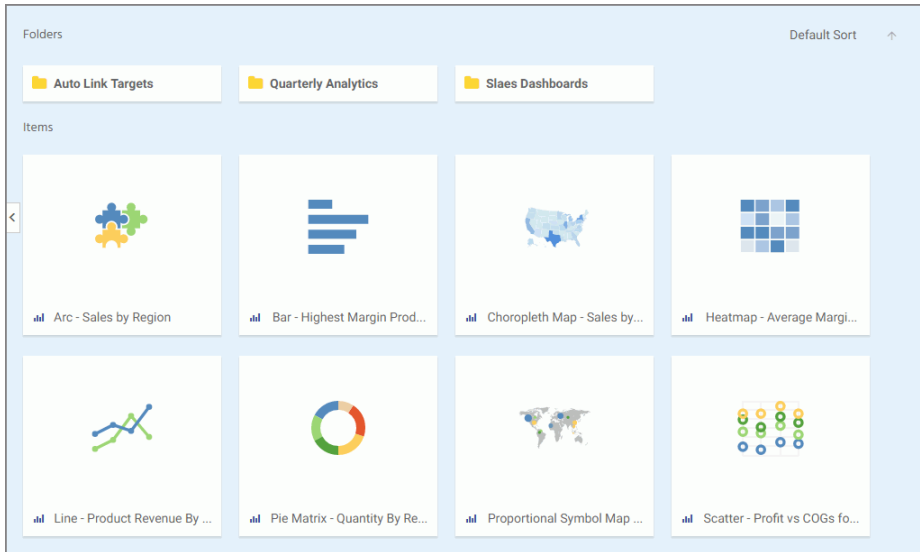 Folders
Default Sort
Auto Link Targets
Quarterly Analytics
Slaes Dashboards
Items
Arc - Sales by Region
Bar - Highest Margin Prod...
Choropleth Map - Sales by...
Heatmap - Average Margi...
Line - Product Revenue By ...
Pie Matrix - Quantity By Re...
Proportional Symbol Map ...
Scatter - Profit vs COGs fo...